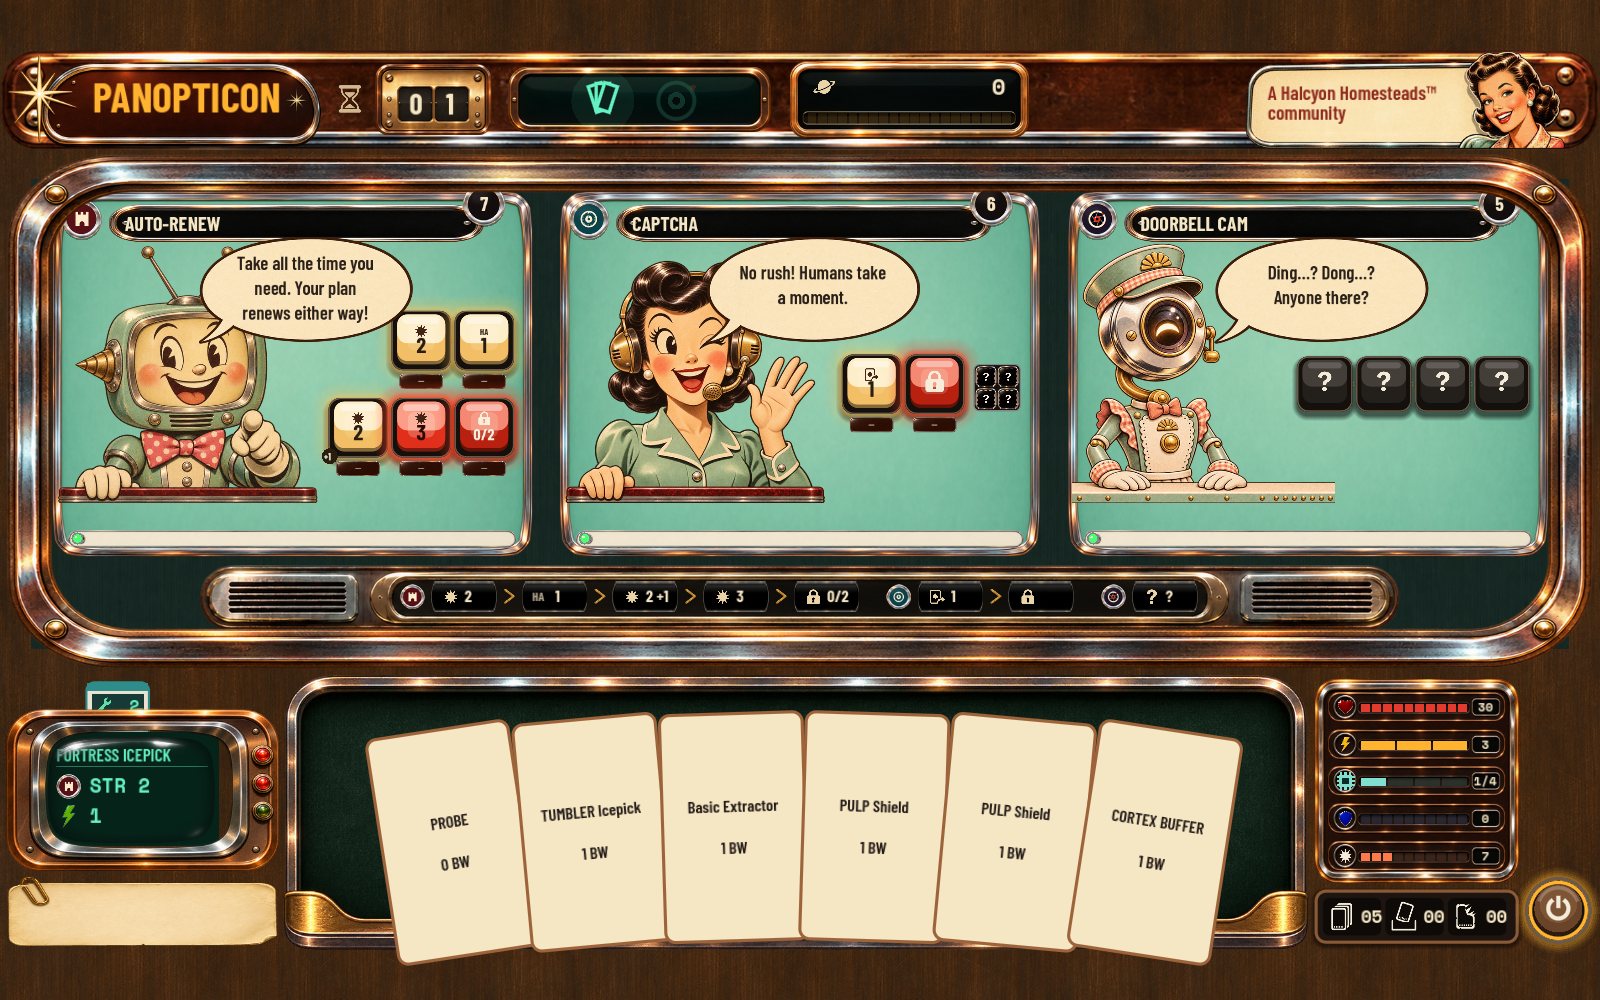 PANOPTICON
01
0
A Halcyon Homesteads™
community
AUTO-RENEW
7
Take all the time you
need. Your plan
renews either way!
2
HA
1
2
+1
3
0/2
CAPTCHA
6
No rush! Humans take
a moment.
1
? ?
? ?
DOORBELL CAM
5
Ding...? Dong...?
Anyone there?
? ? ? ?
2 > HA 1 > 2 +1 > 3 > 0/2 1 > ? ?
2
FORTRESS ICEPICK
STR 2
1
PROBE
0 BW
TUMBLER Icepick
1 BW
Basic Extractor
1 BW
PULP Shield
1 BW
PULP Shield
1 BW
CORTEX BUFFER
1 BW
30
3
1/4
0
7
05 00 00